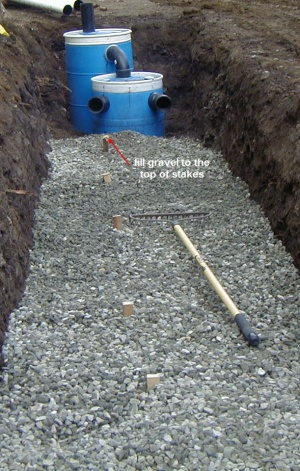 fill gravel to the
top of stakes